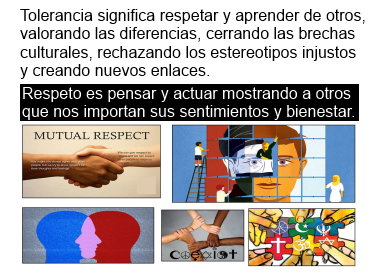 Tolerancia significa respetar y aprender de otros,
valorando las diferencias, cerrando las brechas
culturales, rechazando los estereotipos injustos
y creando nuevos enlaces.
Respeto es pensar y actuar mostrando a otros
que nos importan sus sentimientos y bienestar.
MUTUAL RESPECT
COEXIST